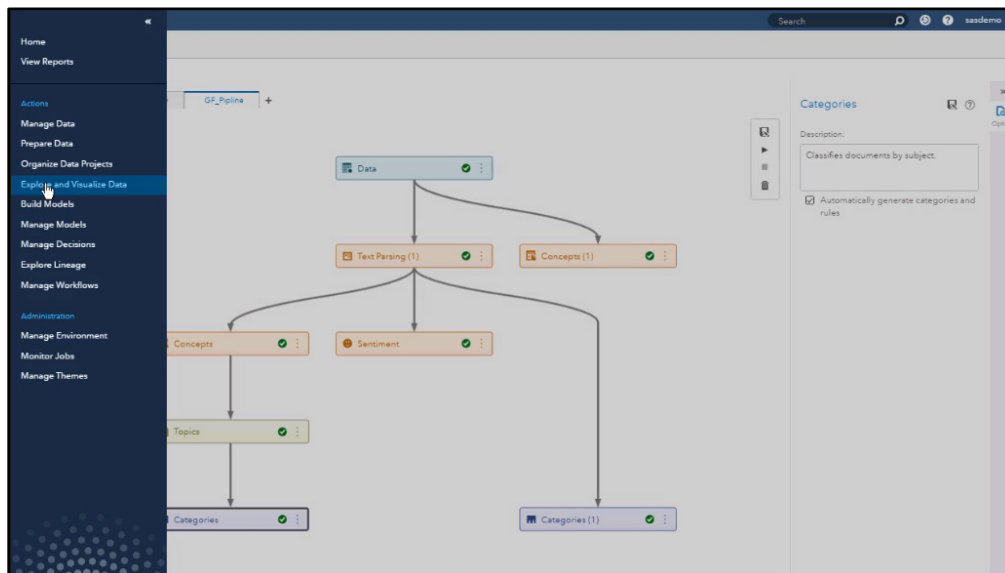 «
Search
sasdemo
Home
View Reports
Actions
Manage Data
Prepare Data
Organize Data Projects
Explore and Visualize Data
Build Models
Manage Models
Manage Decisions
Explore Lineage
Manage Workflows
Administration
Manage Environment
Monitor Jobs
Manage Themes
GF_Pipline
+
Data
Text Parsing (1)
Concepts (1)
Concepts
Sentiment
Topics
Categories
Categories (1)
Categories
Description:
Classifies documents by subject.
Automatically generate categories and
rules